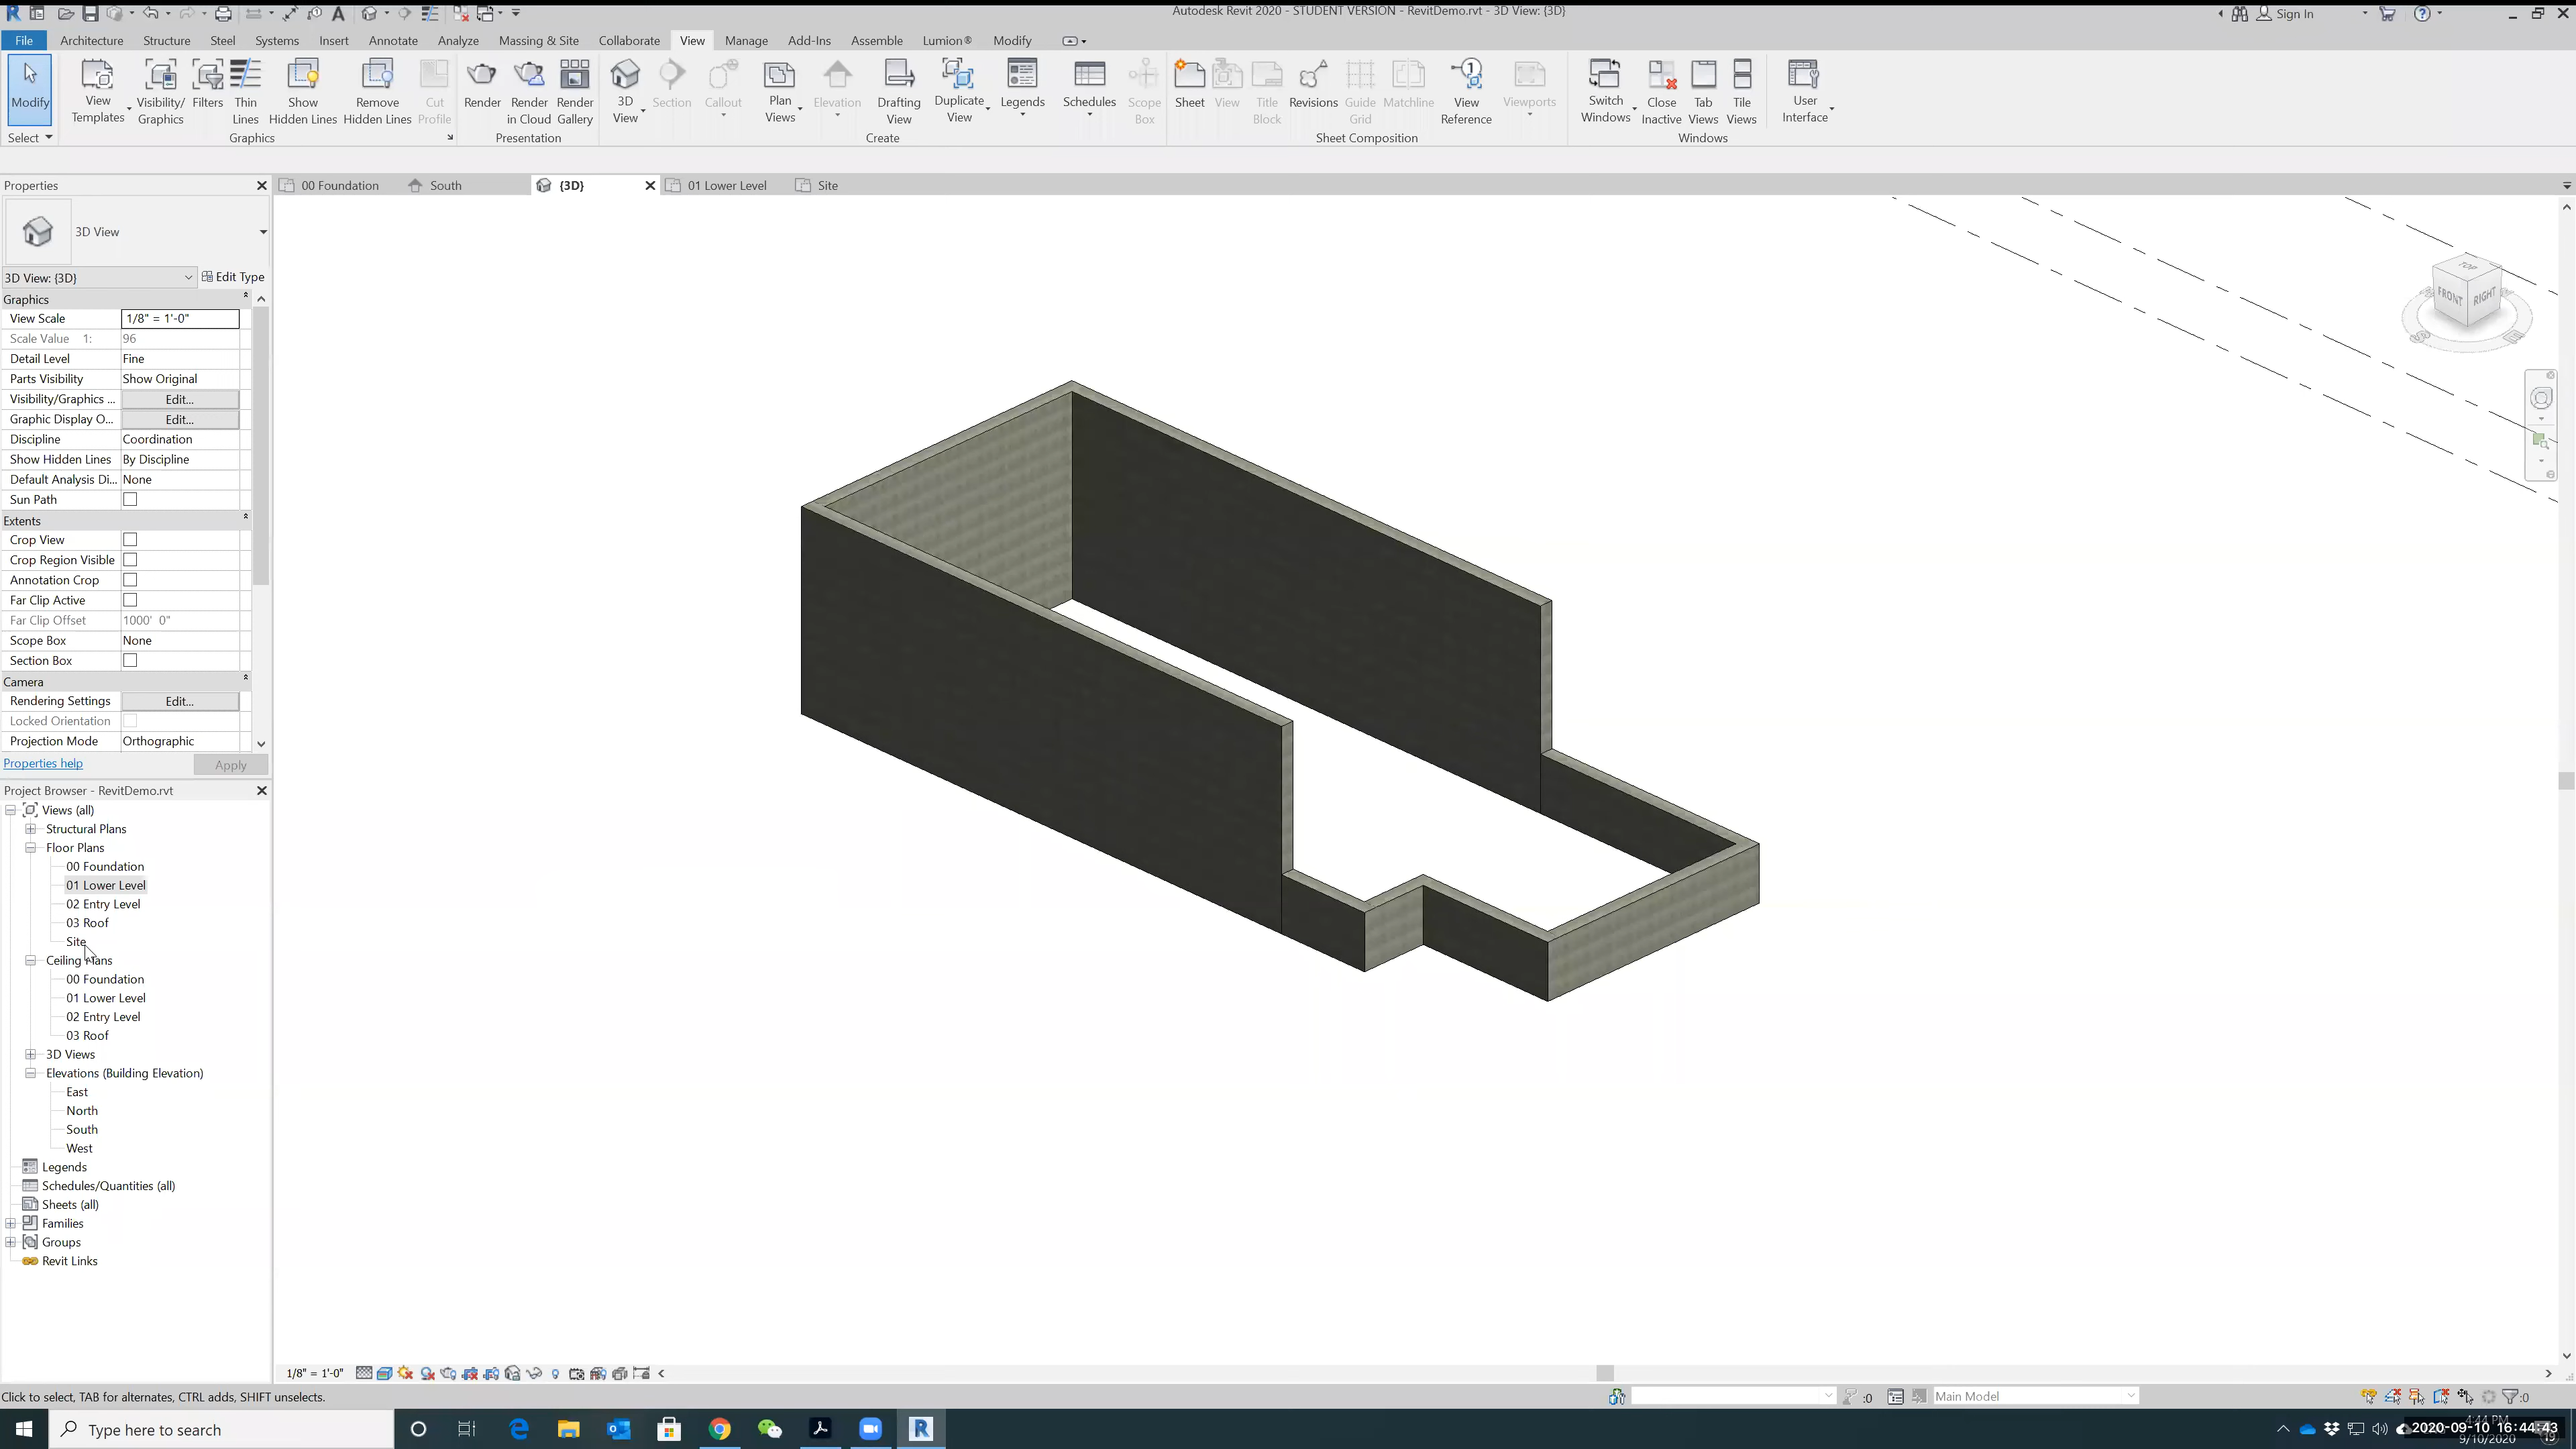 Autodesk Revit 2020 - STUDENT VERSION - RevitDemo.rvt - 3D View: {3D}
Sign In
File Architecture Structure Steel Systems Insert Annotate Analyze Massing & Site Collaborate View Manage Add-Ins Assemble Lumion® Modify
Modify
View Templates
Visibility/ Graphics
Filters
Thin Lines
Show Hidden Lines
Remove Hidden Lines
Cut Profile
Render
Render in Cloud
Render Gallery
3D View
Section
Callout
Plan Views
Elevation
Drafting View
Duplicate View
Legends
Schedules
Scope Box
Sheet
View
Title Block
Revisions
Guide Grid
Matchline
View Reference
Viewports
Switch Windows
Close Inactive
Tab Views
Tile Views
User Interface
Select Graphics Presentation Create Sheet Composition Windows
Properties
00 Foundation South {3D} 01 Lower Level Site
3D View
3D View: {3D} Edit Type
Graphics
View Scale 1/8" = 1'-0"
Scale Value 1: 96
Detail Level Fine
Parts Visibility Show Original
Visibility/Graphics ... Edit...
Graphic Display O... Edit...
Discipline Coordination
Show Hidden Lines By Discipline
Default Analysis Di... None
Sun Path
Extents
Crop View
Crop Region Visible
Annotation Crop
Far Clip Active
Far Clip Offset 1000' 0"
Scope Box None
Section Box
Camera
Rendering Settings Edit...
Locked Orientation
Projection Mode Orthographic
Properties help Apply
TOP
FRONT RIGHT
Project Browser - RevitDemo.rvt
Views (all)
Structural Plans
Floor Plans
00 Foundation
01 Lower Level
02 Entry Level
03 Roof
Site
Ceiling Plans
00 Foundation
01 Lower Level
02 Entry Level
03 Roof
3D Views
Elevations (Building Elevation)
East
North
South
West
Legends
Schedules/Quantities (all)
Sheets (all)
Families
Groups
Revit Links
1/8" = 1'-0"
Click to select, TAB for alternates, CTRL adds, SHIFT unselects.
:0
Main Model
:0
Type here to search
4:44 PM
2020-09-10 16:44:43
9/10/2020